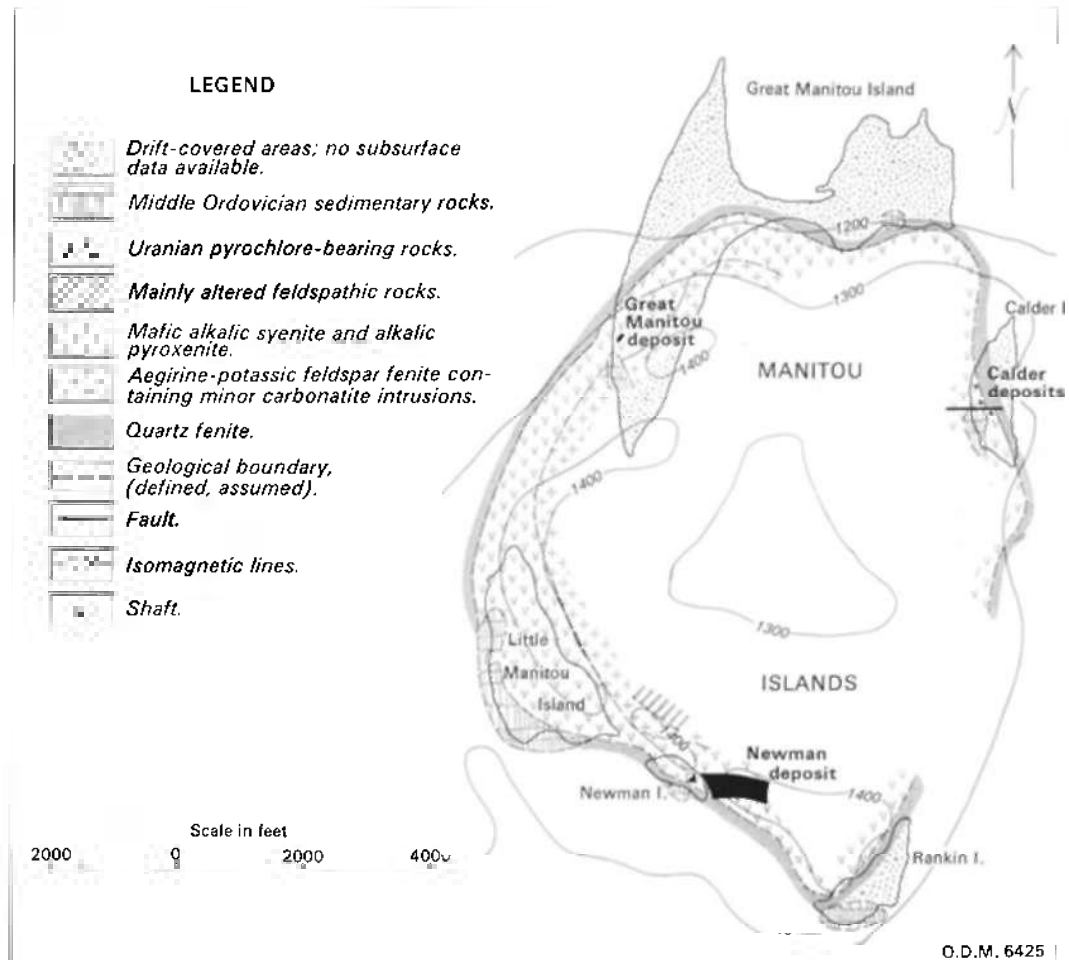 LEGEND
Drift-covered areas; no subsurface
data available.
Middle Ordovician sedimentary rocks.
Uranian pyrochlore-bearing rocks.
Mainly altered feldspathic rocks.
Mafic alkalic syenite and alkalic
pyroxenite.
Aegirine-potassic feldspar fenite con-
taining minor carbonatite intrusions.
Quartz fenite.
Geological boundary,
(defined, assumed).
Fault.
Isomagnetic lines.
Shaft.
Scale in feet
2000 0 2000
Great Manitou Island
N
1200
1300
Great
Manitou
deposit
1400
MANITOU
Calder
Calder
deposits
1400
1300
Little
Manitou
Island
ISLANDS
1400
Newman
deposit
Newman I.
1400
Rankin I.
O.D.M. 6425